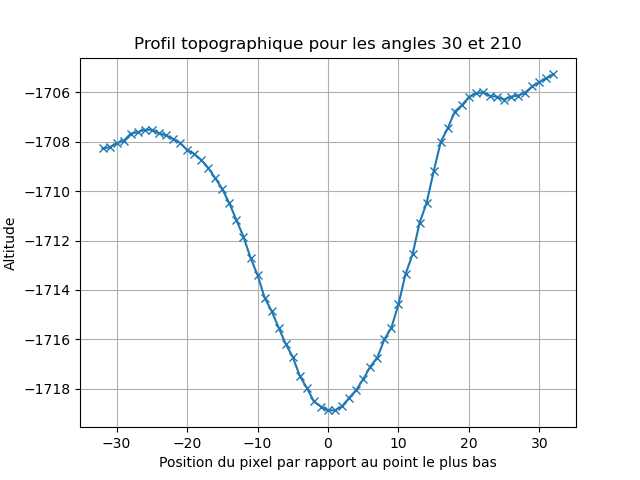 Profil topographique pour les angles 30 et 210
−1706
−1708
−1710
−1712
−1714
−1716
−1718
Altitude
−30 −20 −10 0 10 20 30
Position du pixel par rapport au point le plus bas